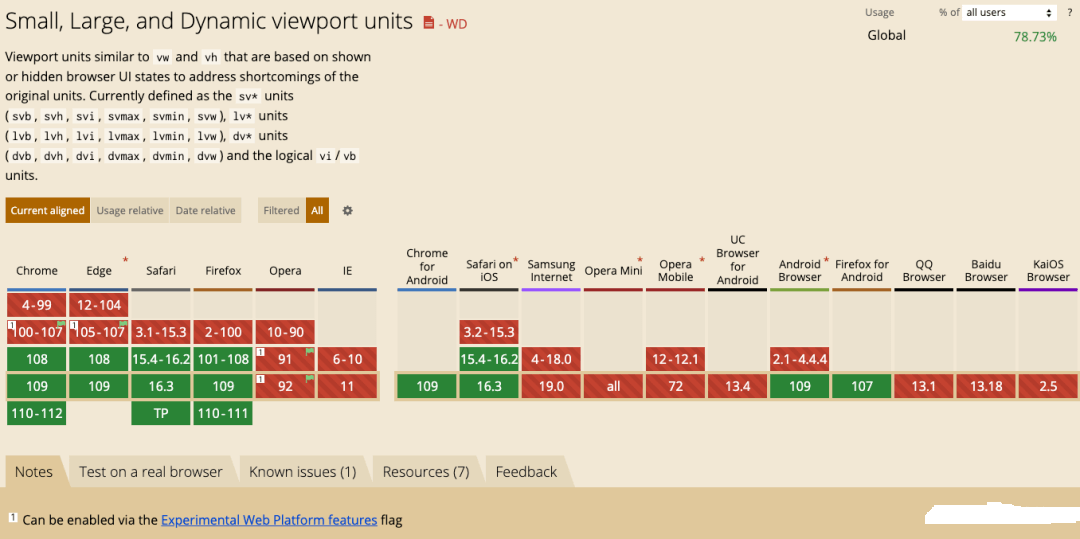 Small, Large, and Dynamic viewport units - WD
Usage % of all users ?
Global 78.73%
Viewport units similar to vw and vh that are based on shown
or hidden browser UI states to address shortcomings of the
original units. Currently defined as the sv* units
(svb, svh, svi, svmax, svmin, svw), lv* units
(lvb, lvh, lvi, lvmax, lvmin, lvw), dv* units
(dvb, dvh, dvi, dvmax, dvmin, dvw) and the logical vi/vb
units.
Current aligned Usage relative Date relative Filtered All
Chrome Edge * Safari Firefox Opera IE Chrome for Android Safari on iOS * Samsung Internet Opera Mini * Opera Mobile * UC Browser for Android Android Browser * Firefox for Android QQ Browser Baidu Browser KaiOS Browser
4-99 12-104
1 100-107 1 105-107 3.1-15.3 2-100 10-90 3.2-15.3
108 108 15.4-16.2 101-108 1 91 6-10 15.4-16.2 4-18.0 12-12.1 2.1-4.4.4
109 109 16.3 109 1 92 11 109 16.3 19.0 all 72 13.4 109 107 13.1 13.18 2.5
110-112 TP 110-111
Notes Test on a real browser Known issues (1) Resources (7) Feedback
1 Can be enabled via the Experimental Web Platform features flag